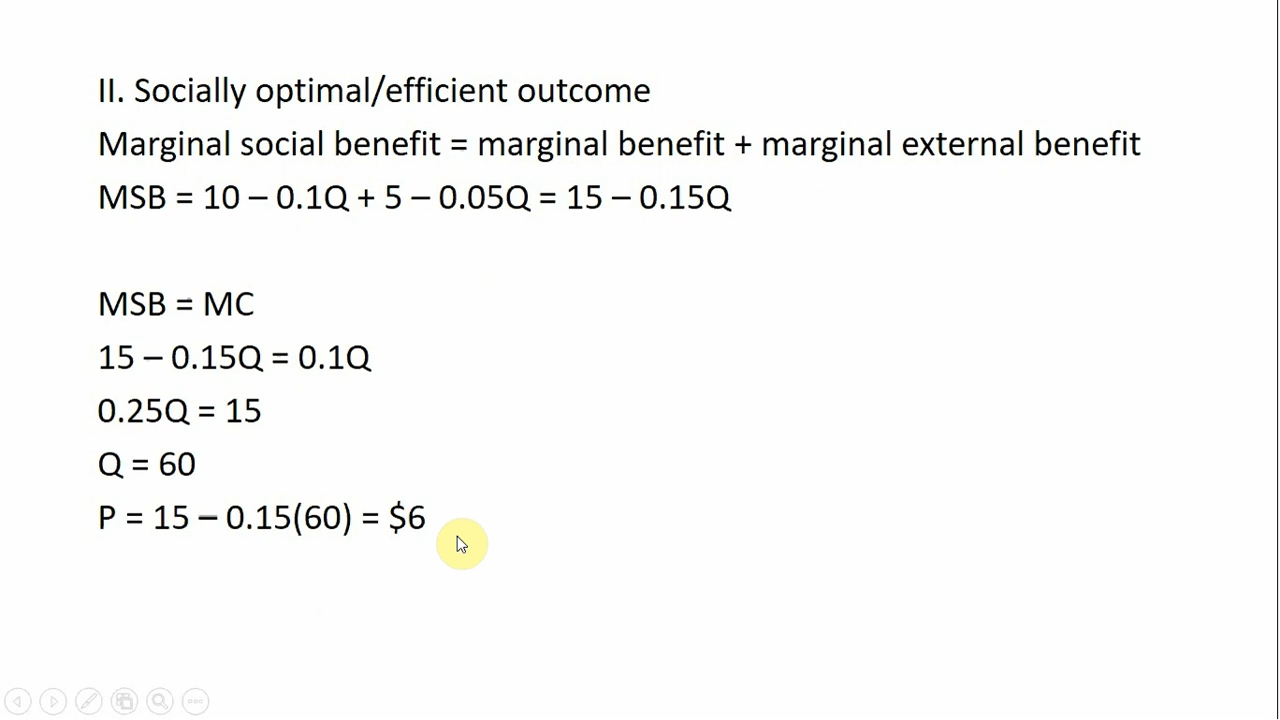 II. Socially optimal/efficient outcome
Marginal social benefit = marginal benefit + marginal external benefit
MSB = 10 – 0.1Q + 5 – 0.05Q = 15 – 0.15Q
MSB = MC
15 – 0.15Q = 0.1Q
0.25Q = 15
Q = 60
P = 15 – 0.15(60) = $6